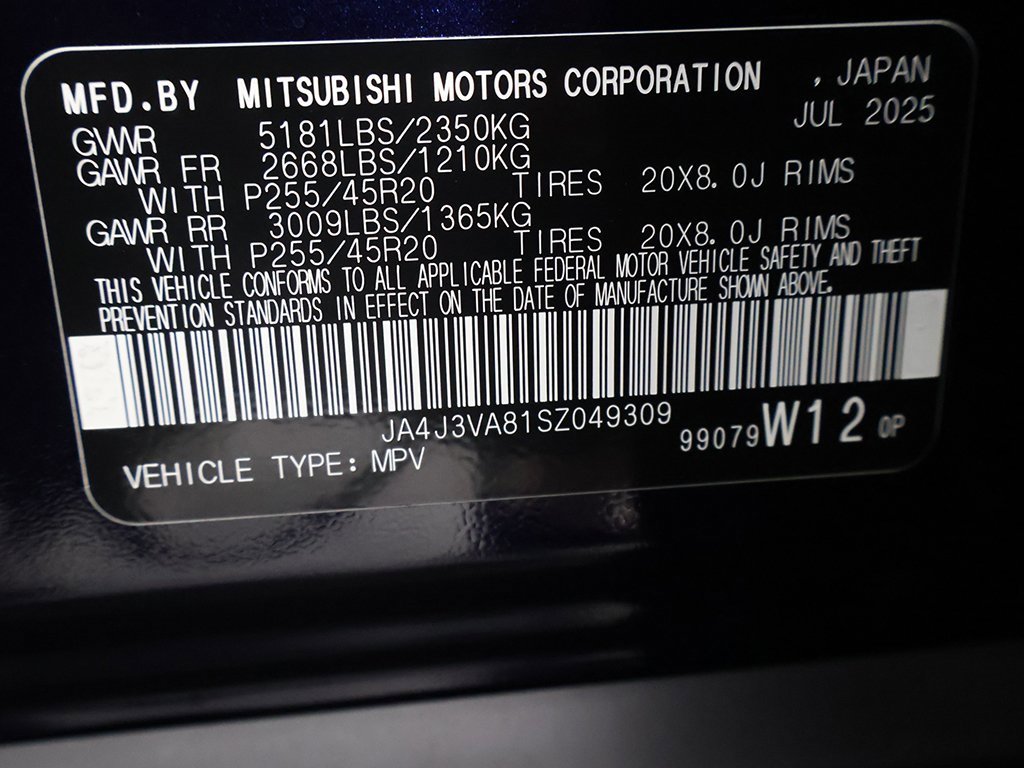 MFD.BY MITSUBISHI MOTORS CORPORATION , JAPAN
JUL 2025
GVWR 5181LBS/2350KG
GAWR FR 2668LBS/1210KG
WITH P255/45R20 TIRES 20X8.0J RIMS
GAWR RR 3009LBS/1365KG
WITH P255/45R20 TIRES 20X8.0J RIMS
THIS VEHICLE CONFORMS TO ALL APPLICABLE FEDERAL MOTOR VEHICLE SAFETY AND THEFT
PREVENTION STANDARDS IN EFFECT ON THE DATE OF MANUFACTURE SHOWN ABOVE.
JA4J3VA81SZ049309
99079 W12 0P
VEHICLE TYPE: MPV